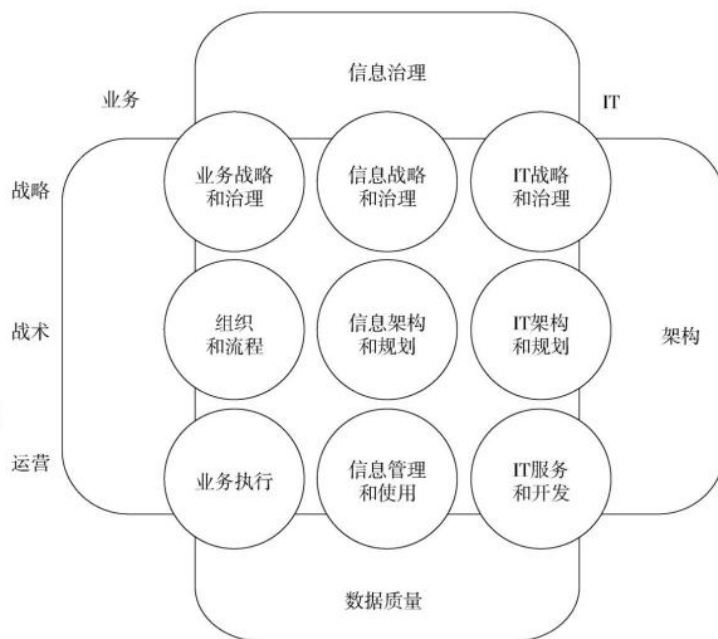 信息治理
业务
IT
战略
业务战略
和治理
信息战略
和治理
IT战略
和治理
战术
组织
和流程
信息架构
和规划
IT架构
和规划
架构
运营
业务执行
信息管理
和使用
IT服务
和开发
数据质量